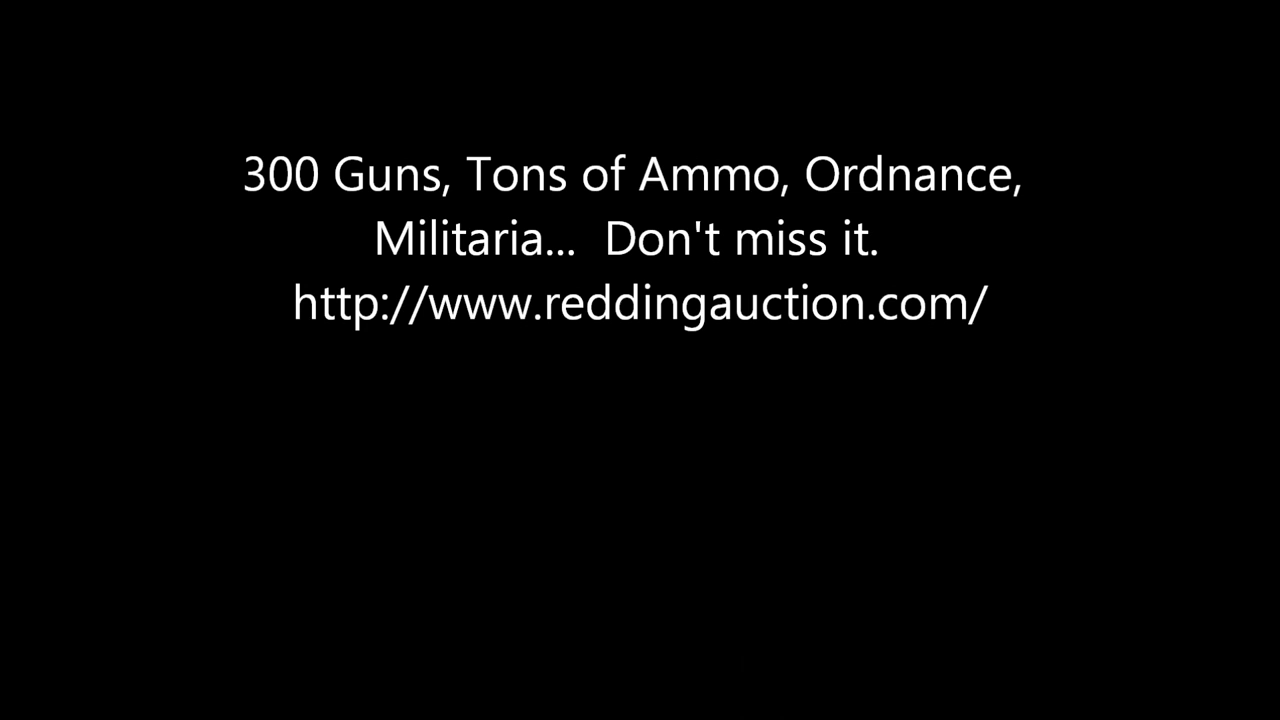 300 Guns, Tons of Ammo, Ordnance,
Militaria...  Don't miss it.
http://www.reddingauction.com/